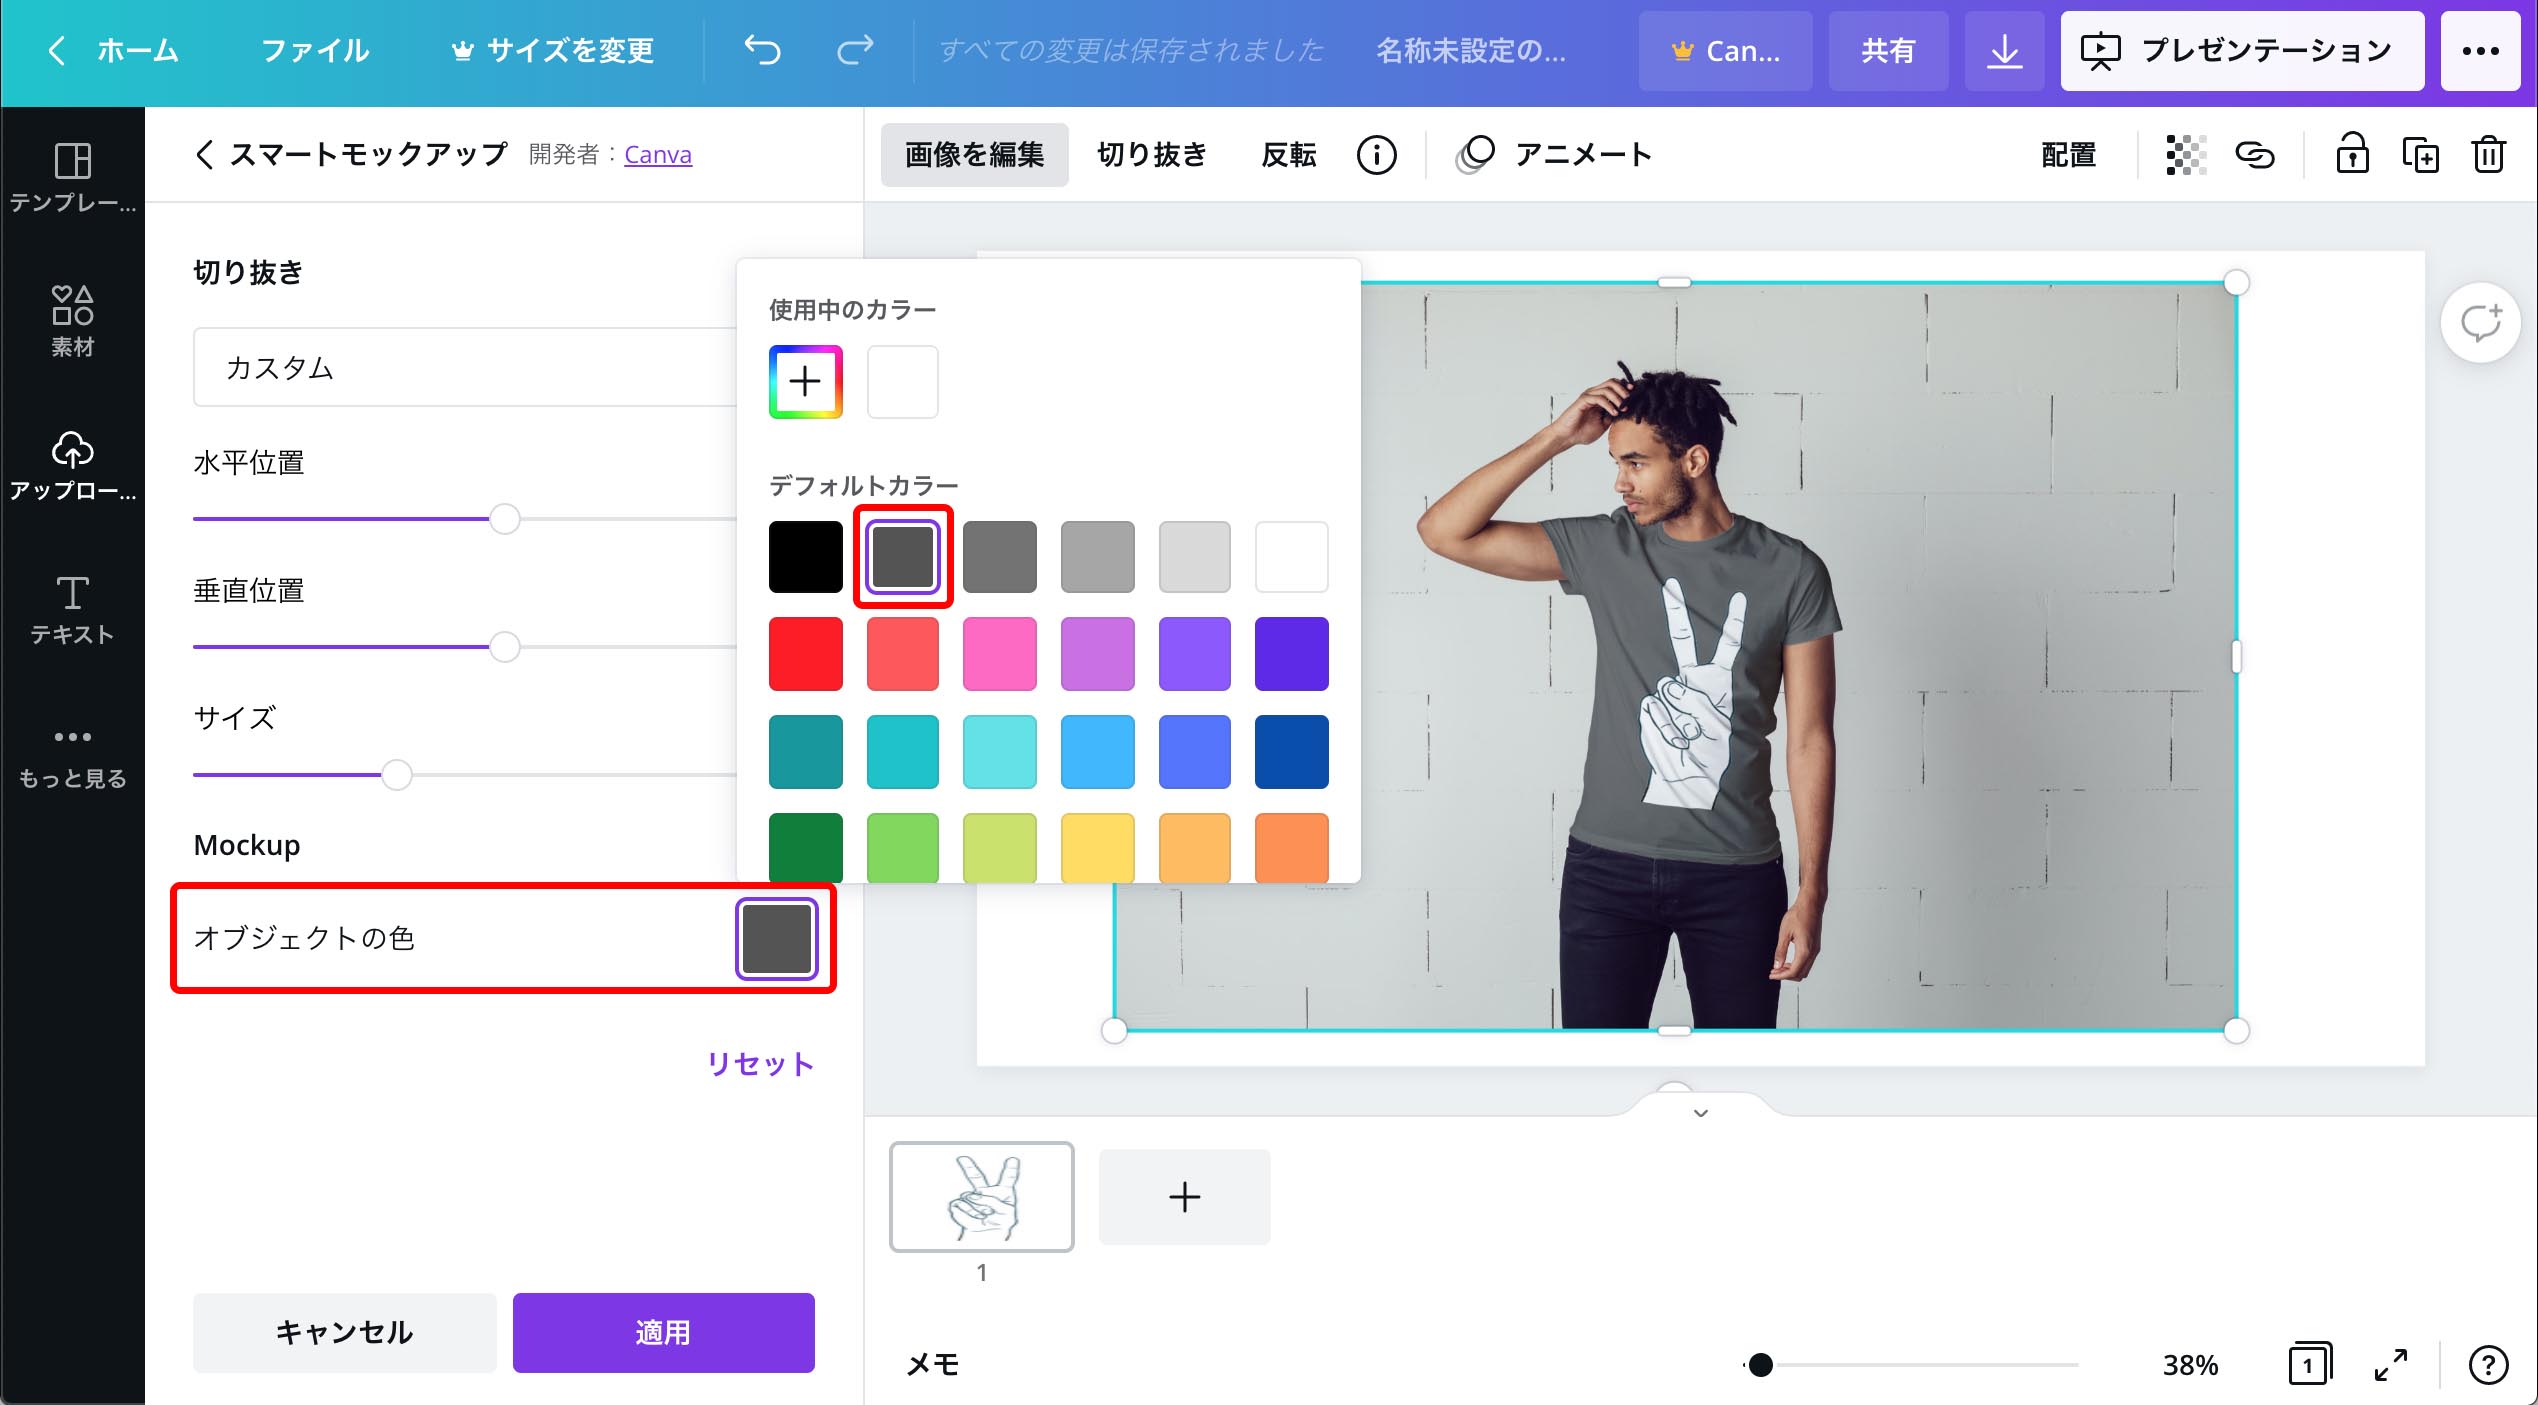 ホーム
ファイル
サイズを変更
すべての変更は保存されました
名称未設定の...
Can...
共有
プレゼンテーション
テンプレー...
素材
アップロー...
テキスト
もっと見る
スマートモックアップ 開発者：Canva
画像を編集
切り抜き
反転
アニメート
配置
切り抜き
カスタム
水平位置
垂直位置
サイズ
Mockup
オブジェクトの色
リセット
キャンセル
適用
使用中のカラー
デフォルトカラー
1
メモ
38%
1
?